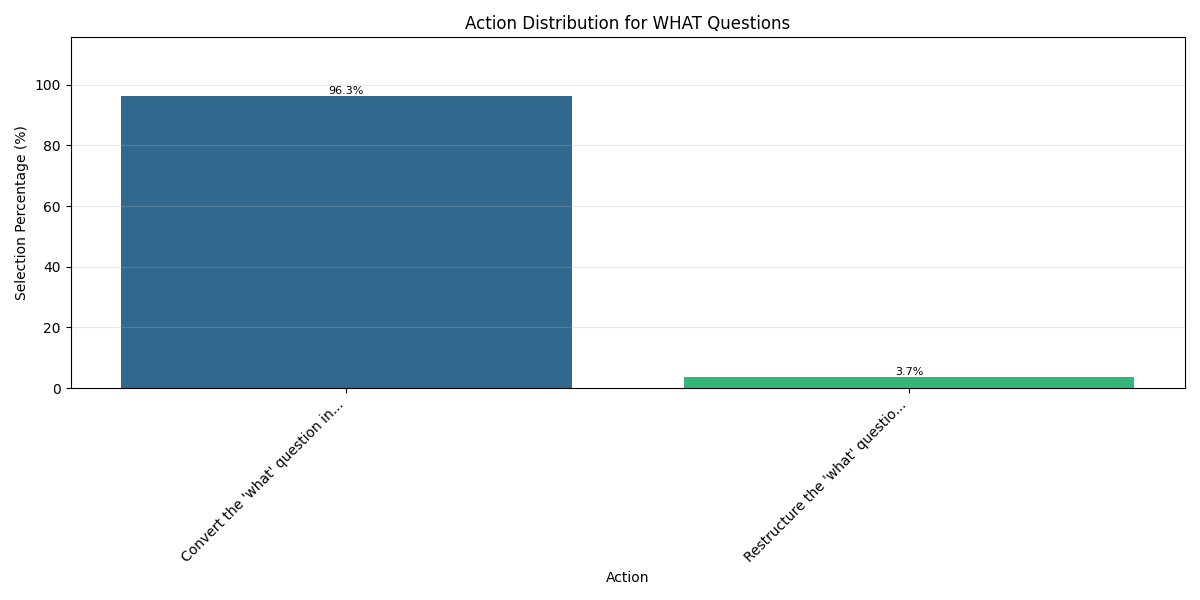 Action Distribution for WHAT Questions
Selection Percentage (%)
100
80
60
40
20
0
96.3%
3.7%
Convert the 'what' question in...
Restructure the 'what' questio...
Action